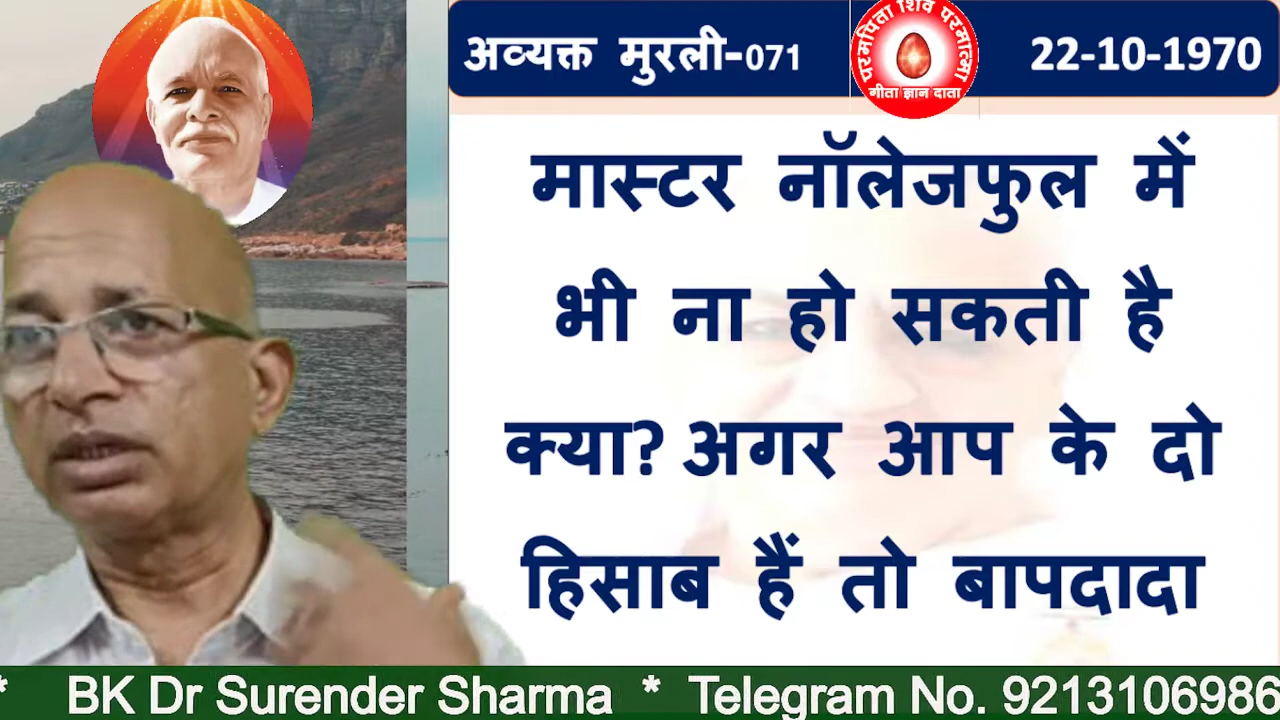 अव्यक्त मुरली-071
परमपिता शिव परमात्मा
गीता ज्ञान दाता
22-10-1970
मास्टर नॉलेजफुल में
भी ना हो सकती है
क्या? अगर आप के दो
हिसाब हैं तो बापदादा
* BK Dr Surender Sharma * Telegram No. 9213106986